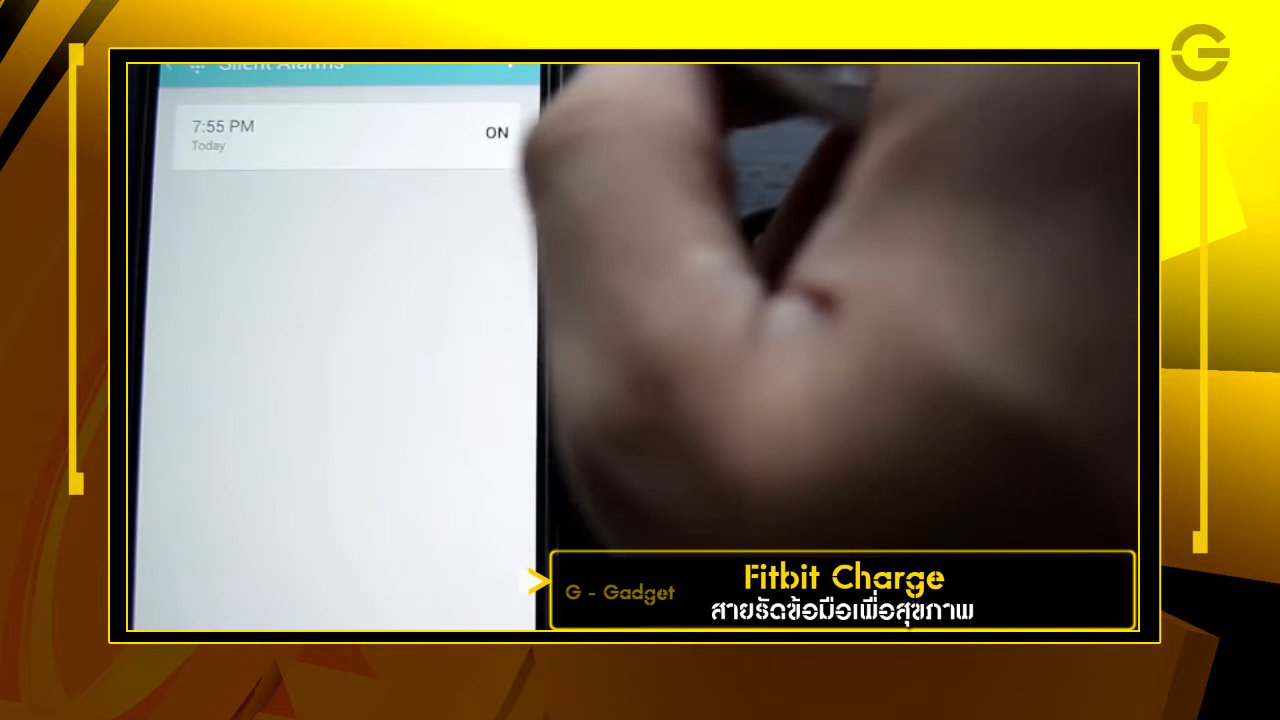 Silent Alarms
7:55 PM
Today
ON
G - Gadget
Fitbit Charge
สายรัดข้อมือเพื่อสุขภาพ